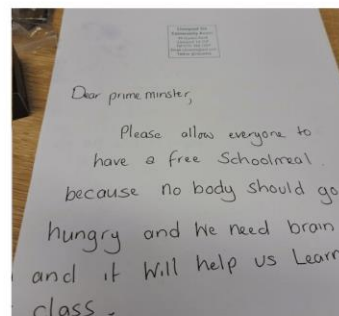 Dear prime minster,
Please allow everyone to
have a free Schoolmeal.
because no body should go
hungry and we need brain
and it will help us Learn
class.